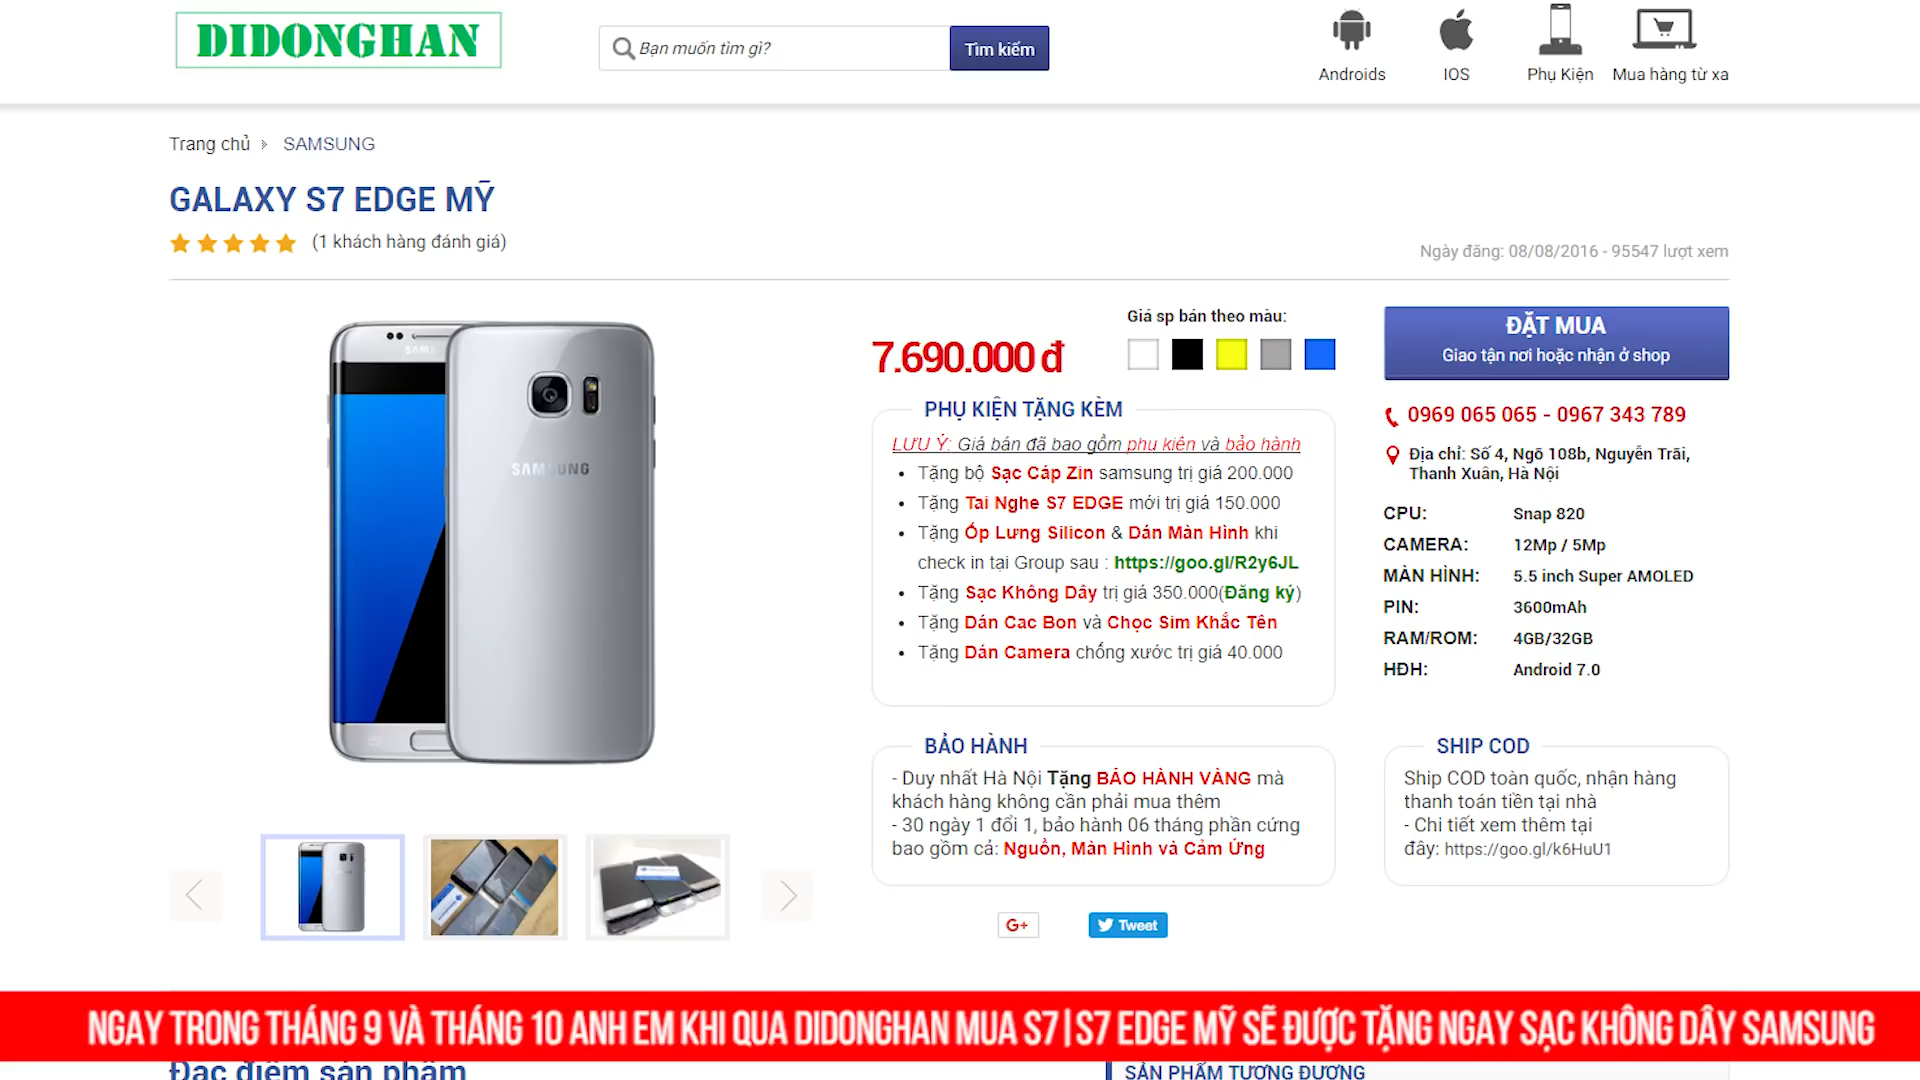 DIDONGHAN
Bạn muốn tìm gì?
Tìm kiếm
Androids
IOS
Phụ Kiện
Mua hàng từ xa
Trang chủ
SAMSUNG
GALAXY S7 EDGE MỸ
(1 khách hàng đánh giá)
Ngày đăng: 08/08/2016 - 95547 lượt xem
SAMSUNG
7.690.000 đ
Giá sp bán theo màu:
PHỤ KIỆN TẶNG KÈM
LƯU Ý: Giá bán đã bao gồm phụ kiện và bảo hành
Tặng bộ Sạc Cáp Zin samsung trị giá 200.000
Tặng Tai Nghe S7 EDGE mới trị giá 150.000
Tặng Ốp Lưng Silicon & Dán Màn Hình khi
check in tại Group sau : https://goo.gl/R2y6JL
Tặng Sạc Không Dây trị giá 350.000(Đăng ký)
Tặng Dán Cac Bon và Chọc Sim Khắc Tên
Tặng Dán Camera chống xước trị giá 40.000
BẢO HÀNH
- Duy nhất Hà Nội Tặng BẢO HÀNH VÀNG mà
khách hàng không cần phải mua thêm
- 30 ngày 1 đổi 1, bảo hành 06 tháng phần cứng
bao gồm cả: Nguồn, Màn Hình và Cảm Ứng
G+
Tweet
ĐẶT MUA
Giao tận nơi hoặc nhận ở shop
0969 065 065 - 0967 343 789
Địa chỉ: Số 4, Ngõ 108b, Nguyễn Trãi,
Thanh Xuân, Hà Nội
CPU: Snap 820
CAMERA: 12Mp / 5Mp
MÀN HÌNH: 5.5 inch Super AMOLED
PIN: 3600mAh
RAM/ROM: 4GB/32GB
HĐH: Android 7.0
SHIP COD
Ship COD toàn quốc, nhận hàng
thanh toán tiền tại nhà
- Chi tiết xem thêm tại
đây: https://goo.gl/k6HuU1
NGAY TRONG THÁNG 9 VÀ THÁNG 10 ANH EM KHI QUA DIDONGHAN MUA S7|S7 EDGE MỸ SẼ ĐƯỢC TẶNG NGAY SẠC KHÔNG DÂY SAMSUNG
Đặc điểm sản phẩm
SẢN PHẨM TƯƠNG ĐƯƠNG